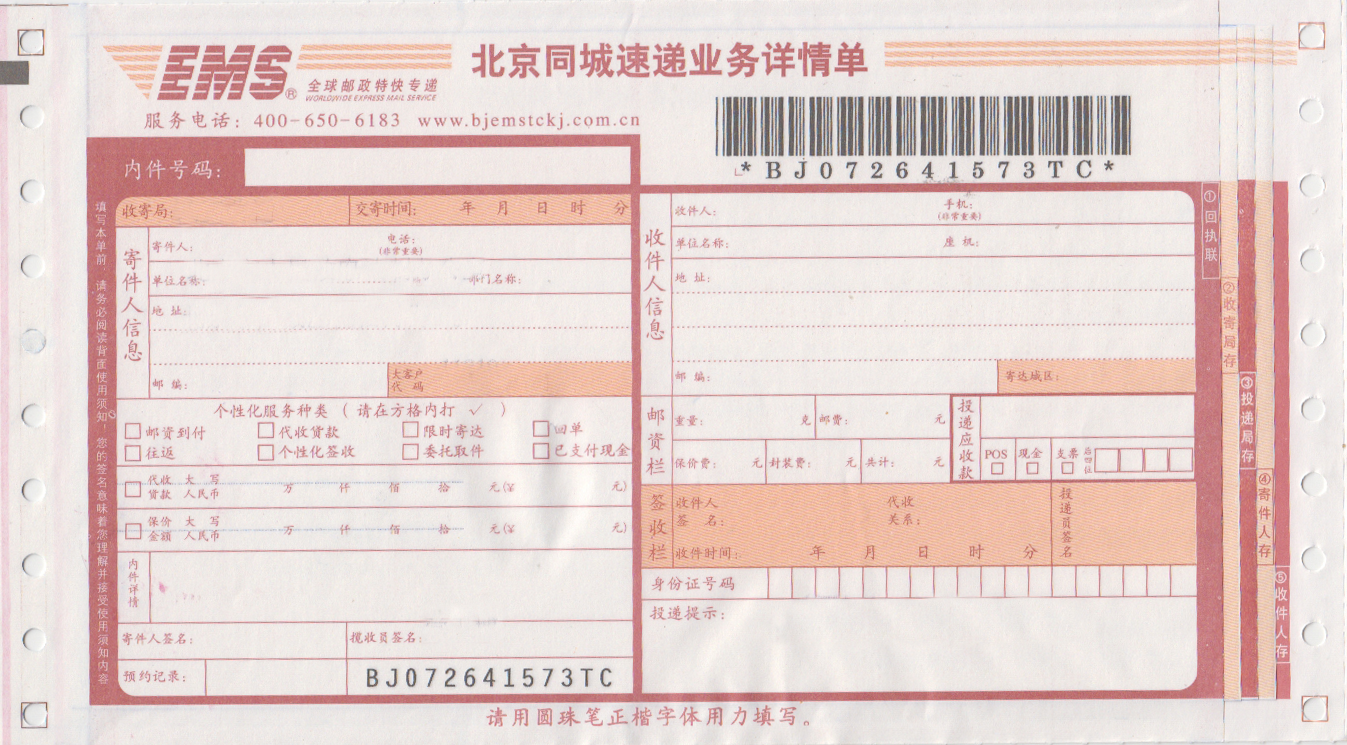 EMS®
全球邮政特快专递
WORLDWIDE EXPRESS MAIL SERVICE
北京同城速递业务详情单
服务电话：400-650-6183 www.bjemstckj.com.cn
*BJ072641573TC*
内件号码：
收寄局：
交寄时间： 年 月 日 时 分
寄件人信息
寄件人： 电话：
(非常重要)
单位名称： 部门名称：
地 址：
邮 编：
大客户
代 码
个性化服务种类（请在方格内打 ✓ ）
邮资到付 代收货款 限时寄达 回单
往返 个性化签收 委托取件 已支付现金
代收 大 写
货款 人民币 万 仟 佰 拾 元(¥ 元)
保价 大 写
金额 人民币 万 仟 佰 拾 元(¥ 元)
内件详情
寄件人签名： 揽收员签名：
预约记录： BJ072641573TC
收件人信息
收件人： 手机：
(非常重要)
单位名称： 座 机：
地 址：
邮 编： 寄达城区：
邮资栏
重量： 克 邮费： 元
保价费： 元 封装费： 元 共计： 元
投递应收款
POS 现金 支票 后四位
签收栏
收件人
签 名：
代收
关系：
收件时间： 年 月 日 时 分
投递员签名
身份证号码
投递提示：
填写本单前，请务必阅读背面使用须知！您的签名意味着您理解并接受使用须知内容
①回执联
②收寄局存
③投递局存
④寄件人存
⑤收件人存
请用圆珠笔正楷字体用力填写。